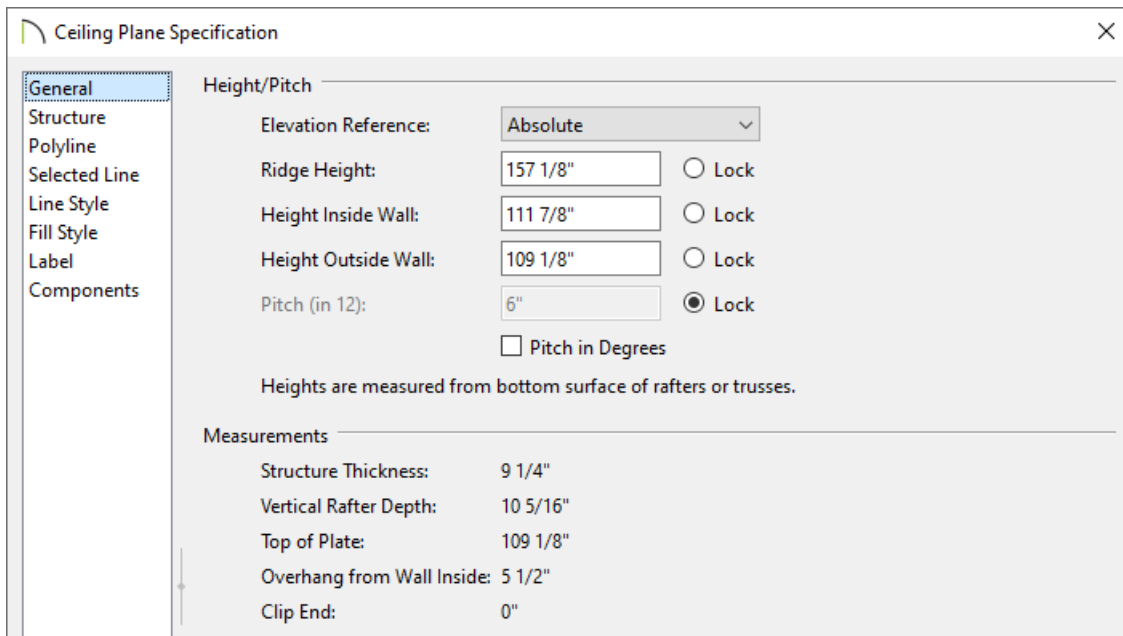 Ceiling Plane Specification
General
Structure
Polyline
Selected Line
Line Style
Fill Style
Label
Components
Height/Pitch
Elevation Reference: Absolute
Ridge Height: 157 1/8" Lock
Height Inside Wall: 111 7/8" Lock
Height Outside Wall: 109 1/8" Lock
Pitch (in 12): 6" Lock
Pitch in Degrees
Heights are measured from bottom surface of rafters or trusses.
Measurements
Structure Thickness: 9 1/4"
Vertical Rafter Depth: 10 5/16"
Top of Plate: 109 1/8"
Overhang from Wall Inside: 5 1/2"
Clip End: 0"